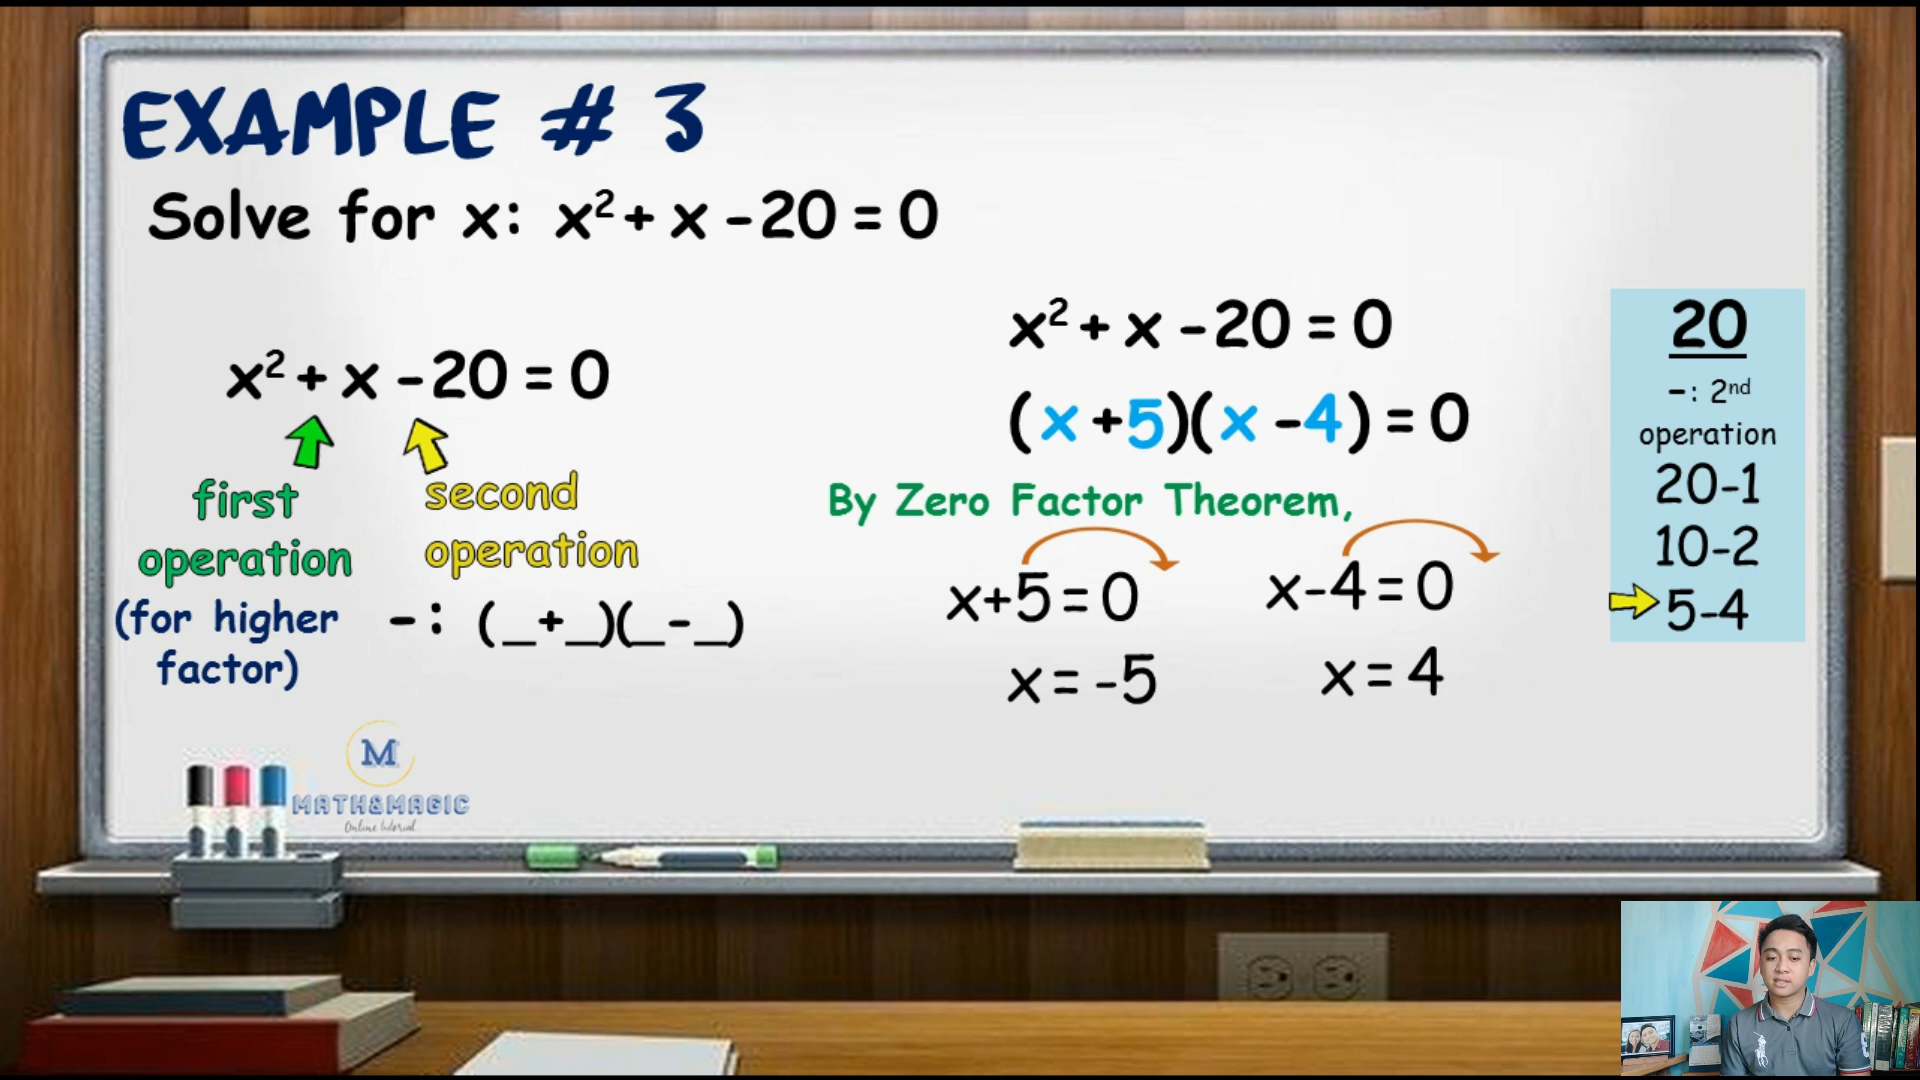 EXAMPLE # 3
Solve for x: x² + x - 20 = 0
x² + x - 20 = 0
first operation
(for higher factor)
second operation
- : (_+_)(_-_)
x² + x - 20 = 0
(x +5)(x -4) = 0
By Zero Factor Theorem,
x+5=0
x = -5
x-4=0
x = 4
20
-: 2nd
operation
20-1
10-2
5-4
M
MATH&MAGIC
Online tutorial